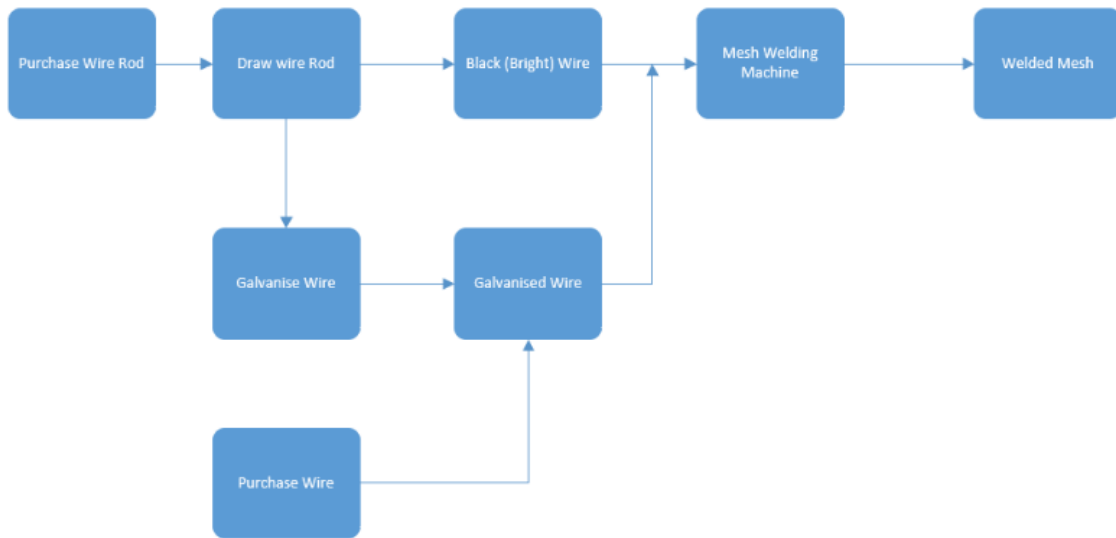 Purchase Wire Rod
Draw wire Rod
Black (Bright) Wire
Mesh Welding
Machine
Welded Mesh
Galvanise Wire
Galvanised Wire
Purchase Wire